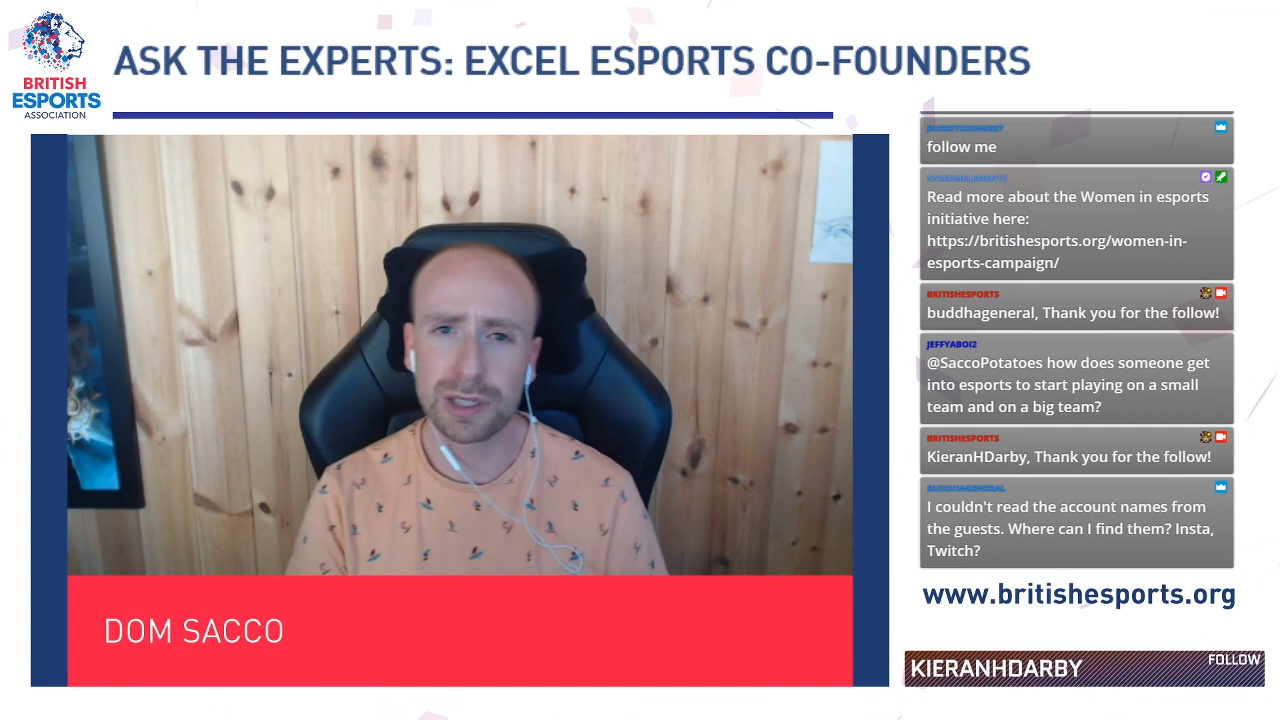 BRITISH
ESPORTS
ASSOCIATION
ASK THE EXPERTS: EXCEL ESPORTS CO-FOUNDERS
follow me
STREAMELEMENTS
Read more about the Women in esports
initiative here:
https://britishesports.org/women-in-
esports-campaign/
BRITISHESPORTS
buddhageneral, Thank you for the follow!
JEFFYABOI2
@SaccoPotatoes how does someone get
into esports to start playing on a small
team and on a big team?
BRITISHESPORTS
KieranHDarby, Thank you for the follow!
BUDDHAGENERAL
I couldn't read the account names from
the guests. Where can I find them? Insta,
Twitch?
www.britishesports.org
KIERANHDARBY
FOLLOW
DOM SACCO